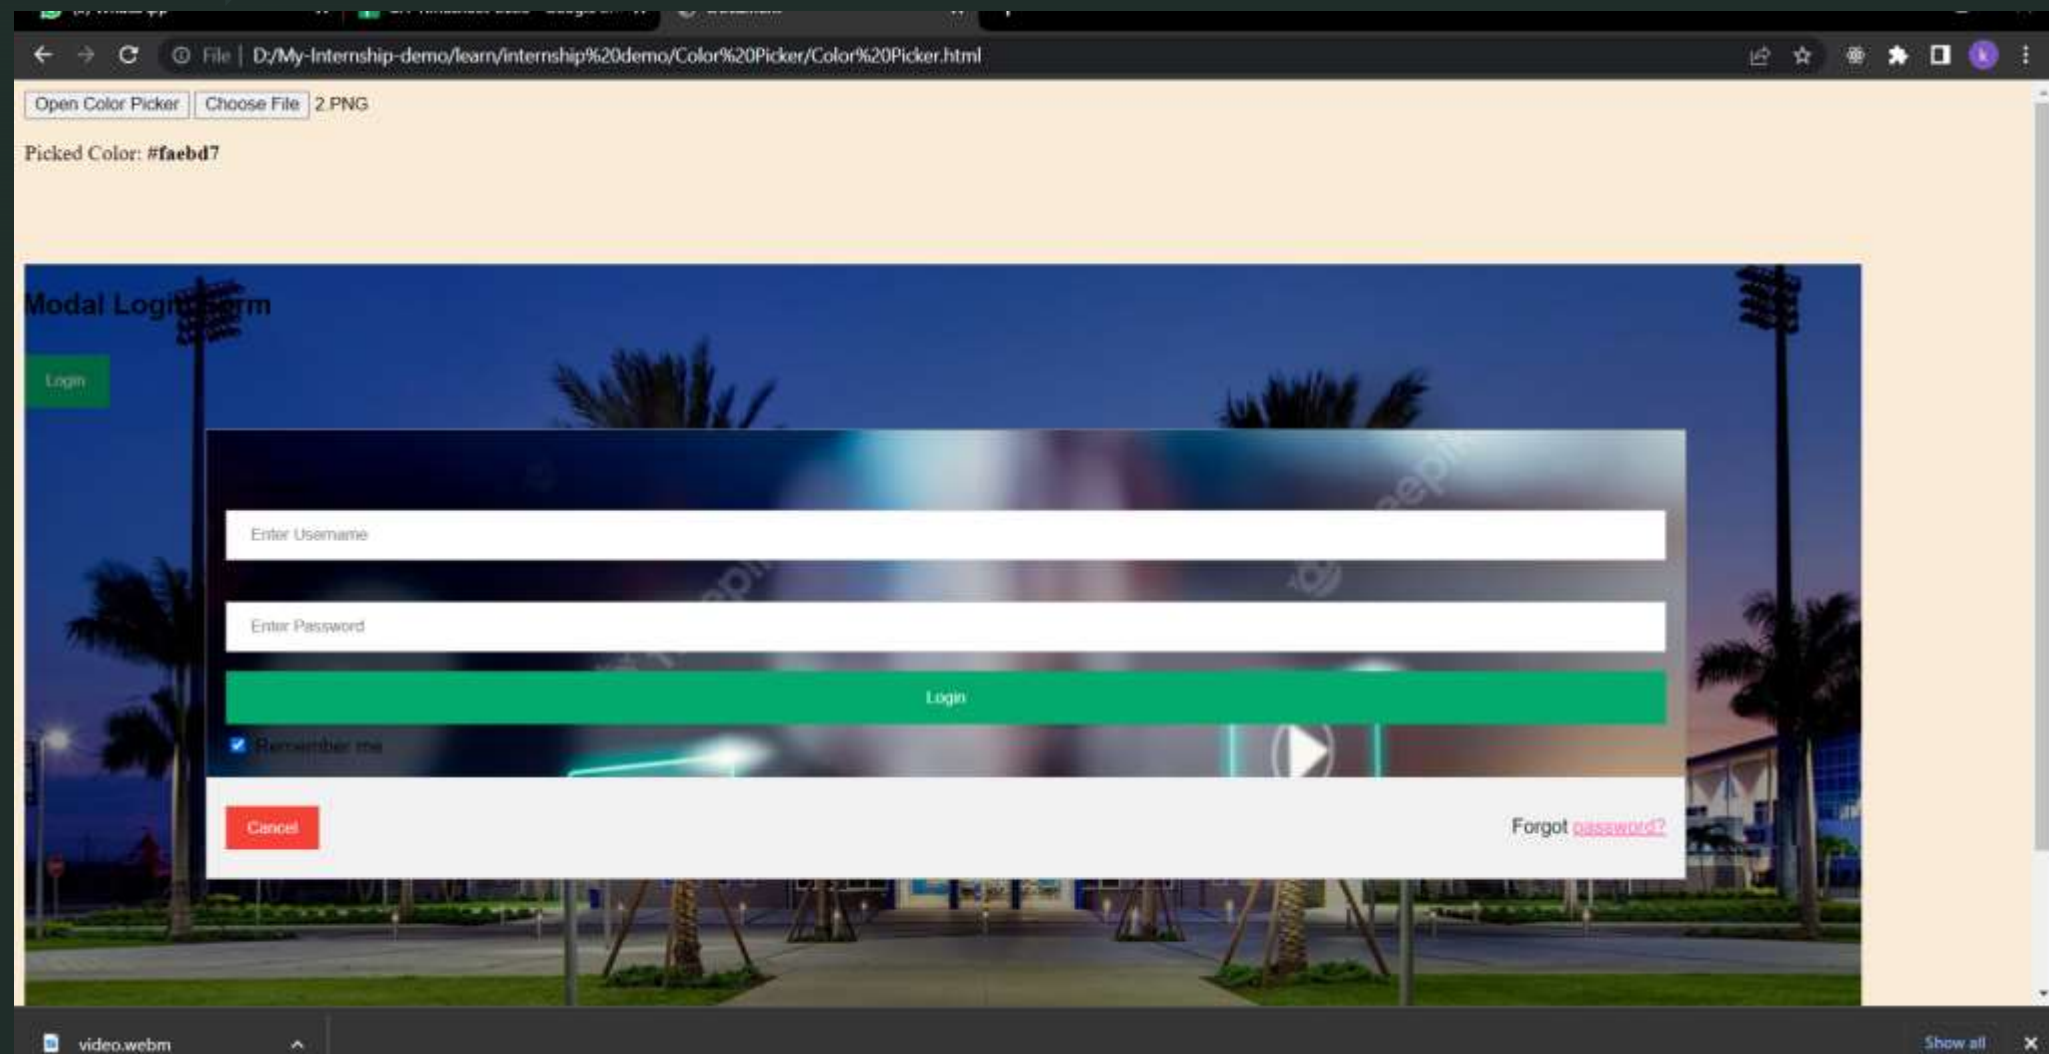 File | D:/My-Internship-demo/learn/internship%20demo/Color%20Picker/Color%20Picker.html
k
Open Color Picker Choose File 2.PNG
Picked Color: #faebd7
Modal Login Form
Login
Enter Username
Enter Password
Login
Remember me
Cancel Forgot password?
video.webm Show all